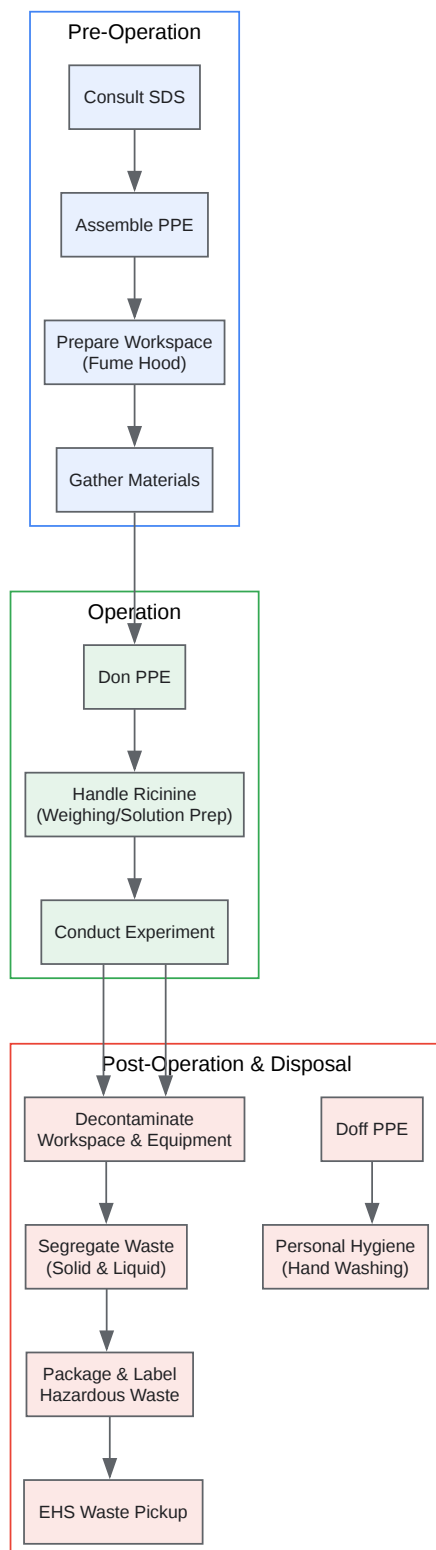 Pre-Operation
Consult SDS
Assemble PPE
Prepare Workspace
(Fume Hood)
Gather Materials
Operation
Don PPE
Handle Ricinine
(Weighing/Solution Prep)
Conduct Experiment
Post-Operation & Disposal
Decontaminate
Workspace & Equipment
Doff PPE
Segregate Waste
(Solid & Liquid)
Personal Hygiene
(Hand Washing)
Package & Label
Hazardous Waste
EHS Waste Pickup